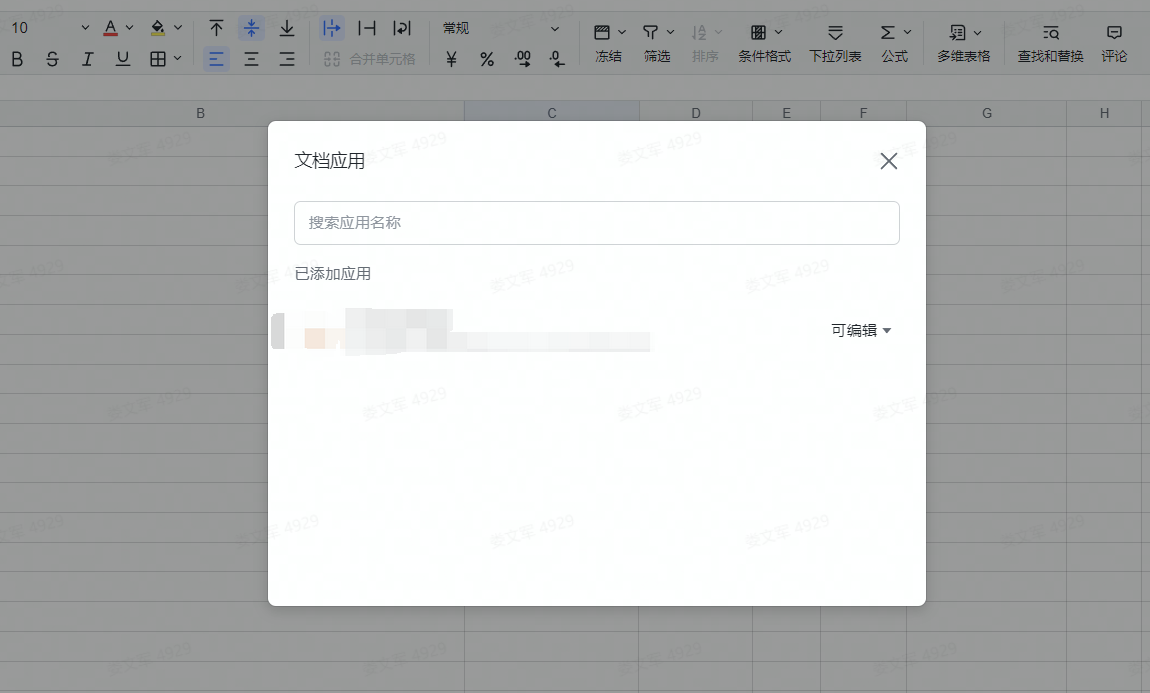 10 A 常规
B S I U 合并单元格 ¥ % .00 .0 冻结 筛选 排序 条件格式 下拉列表 公式 多维表格 查找和替换 评论
B C D E F G H
文档应用
搜索应用名称
已添加应用
可编辑
娄文军 4929